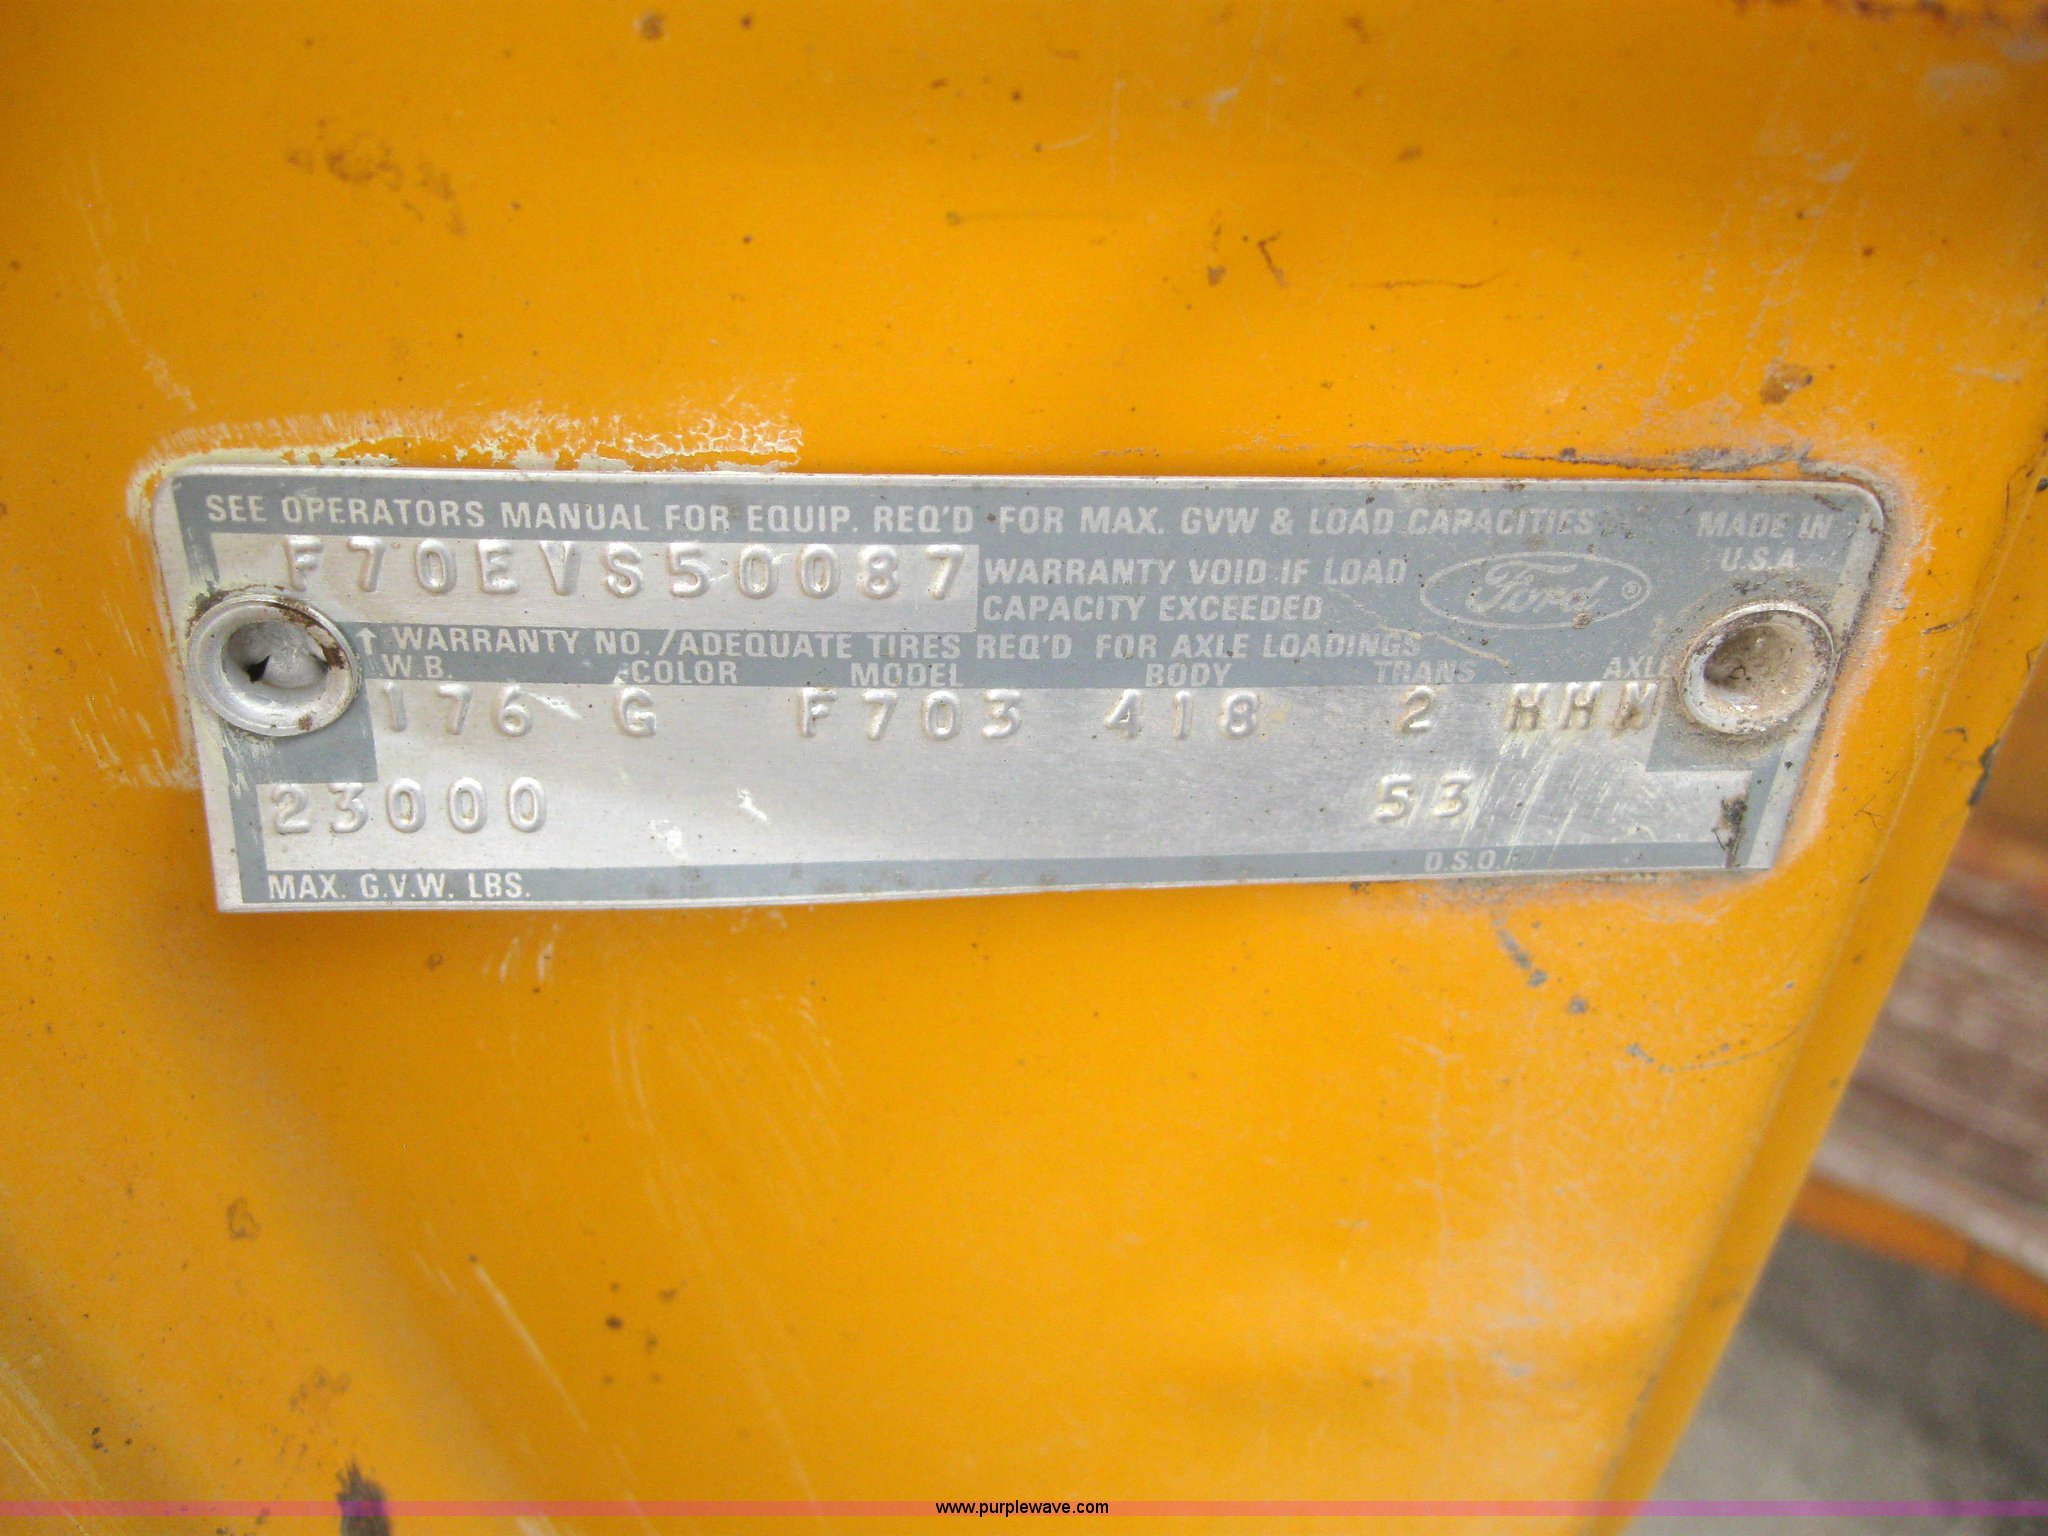 SEE OPERATORS MANUAL FOR EQUIP. REQ'D FOR MAX. GVW & LOAD CAPACITIES
MADE IN
U.S.A
F70EVS50087
WARRANTY VOID IF LOAD
CAPACITY EXCEEDED
Ford ®
↑ WARRANTY NO./ADEQUATE TIRES REQ'D FOR AXLE LOADINGS
W.B. COLOR MODEL BODY TRANS AXLE
176 G F703 418 2
23000 53
MAX. G.V.W. LBS. D.S.O.
www.purplewave.com